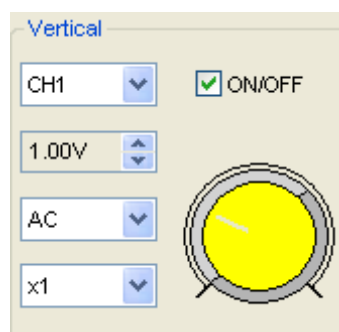 Vertical
CH1
ON/OFF
1.00V
AC
x1